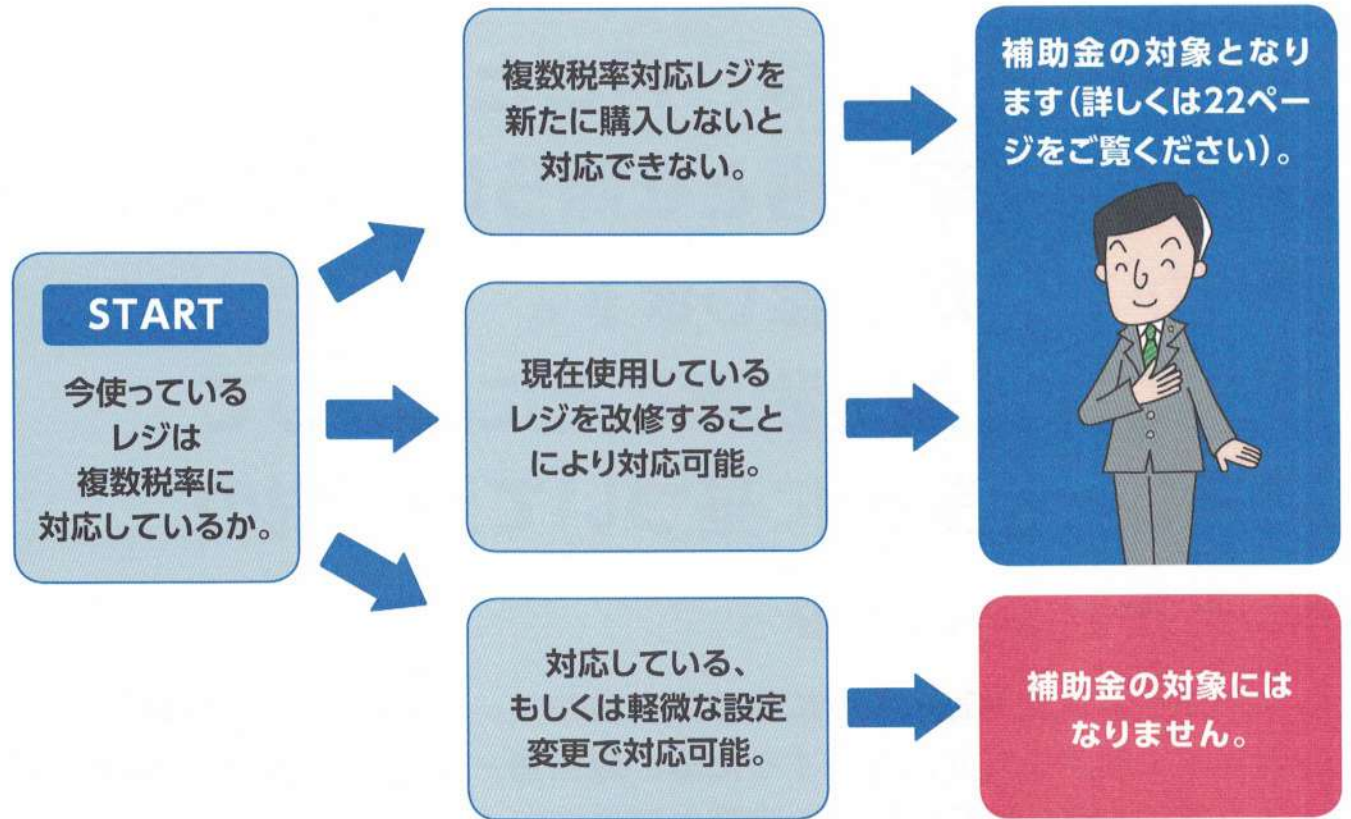 START
今使っている
レジは
複数税率に
対応しているか。
複数税率対応レジを
新たに購入しないと
対応できない。
現在使用している
レジを改修すること
により対応可能。
対応している、
もしくは軽微な設定
変更で対応可能。
補助金の対象となり
ます(詳しくは22ペー
ジをご覧ください)。
補助金の対象には
なりません。